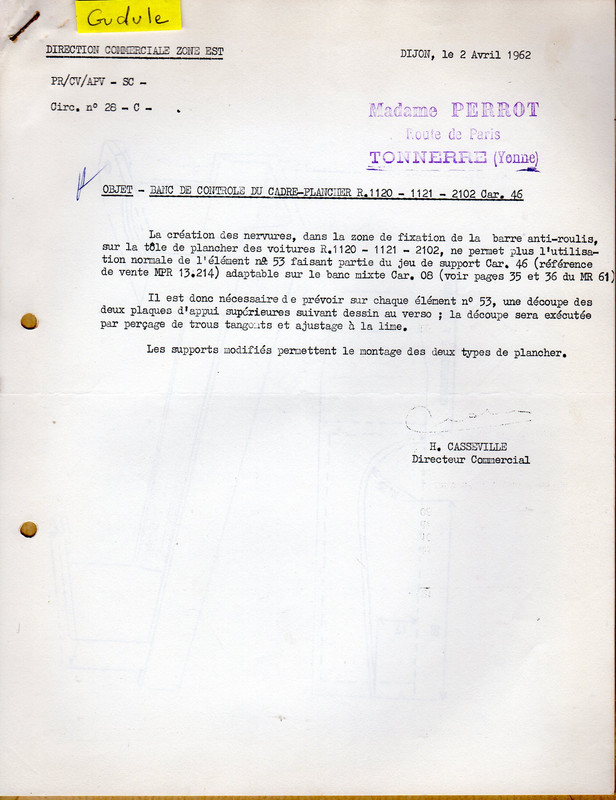 Gudule
DIRECTION COMMERCIALE ZONE EST
DIJON, le 2 Avril 1962
PR/CV/APV - SC -
Circ. n° 28 - C -
Madame PERROT
Route de Paris
TONNERRE (Yonne)
OBJET - BANC DE CONTROLE DU CADRE-PLANCHER R.1120 - 1121 - 2102 Car. 46
La création des nervures, dans la zone de fixation de la barre anti-roulis,
sur la tôle de plancher des voitures R.1120 - 1121 - 2102, ne permet plus l'utilisa-
tion normale de l'élément n° 53 faisant partie du jeu de support Car. 46 (référence
de vente MPR 13.214) adaptable sur le banc mixte Car. 08 (voir pages 35 et 36 du MR 61)
Il est donc nécessaire de prévoir sur chaque élément n° 53, une découpe des
deux plaques d'appui supérieures suivant dessin au verso ; la découpe sera exécutée
par perçage de trous tangents et ajustage à la lime.
Les supports modifiés permettent le montage des deux types de plancher.
H. CASSEVILLE
Directeur Commercial